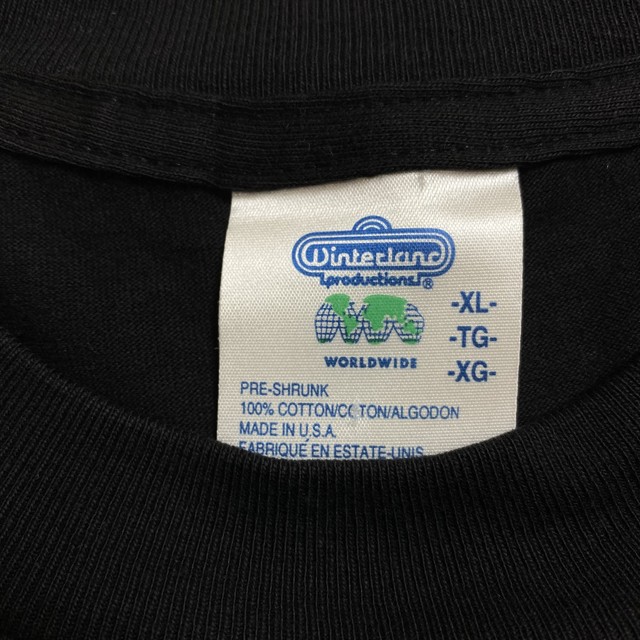 Winterland
productions®
WORLDWIDE
-XL-
-TG-
-XG-
PRE-SHRUNK
100% COTTON/COTON/ALGODON
MADE IN U.S.A.
FABRIQUÉ EN ESTATE-UNIS